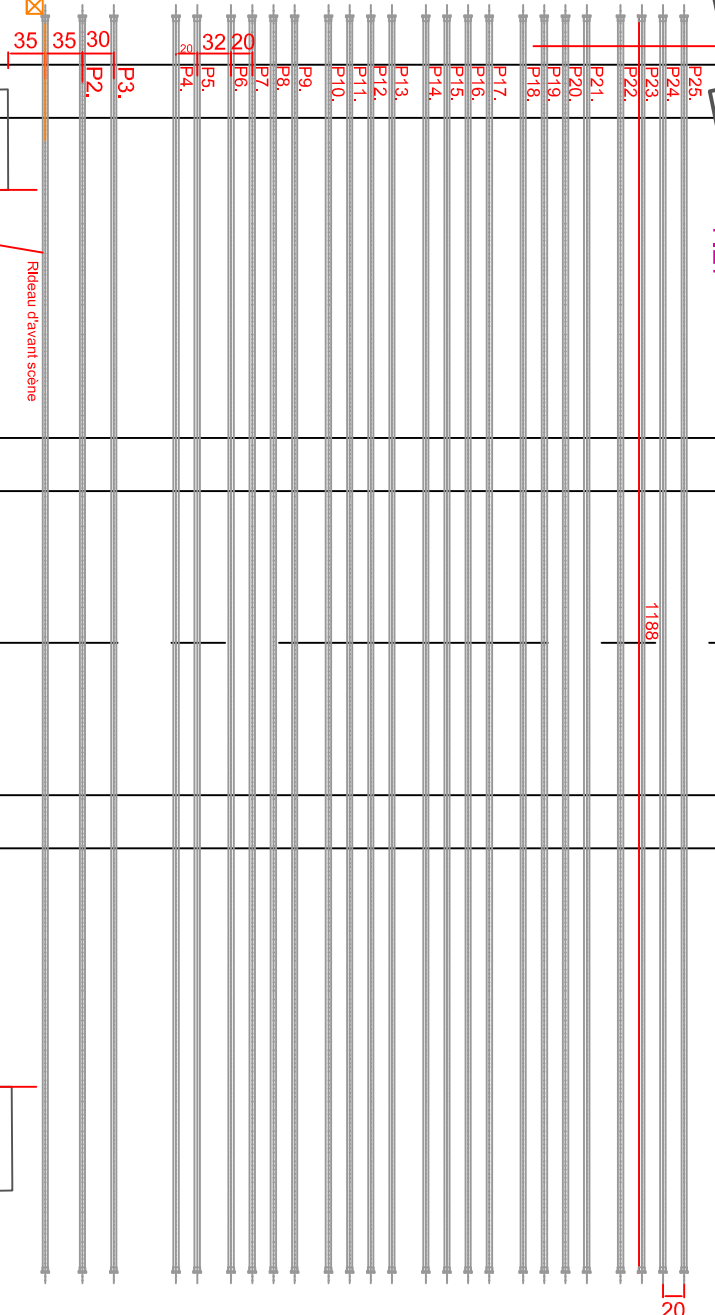 35 35 30 20 32 20
P2.
P3.
P4.
P5.
P6.
P7.
P8.
P9.
P10.
P11.
P12.
P13.
P14.
P15.
P16.
P17.
P18.
P19.
P20.
P21.
P22.
P23.
P24.
P25.
RIdeau d'avant scène
1188
20